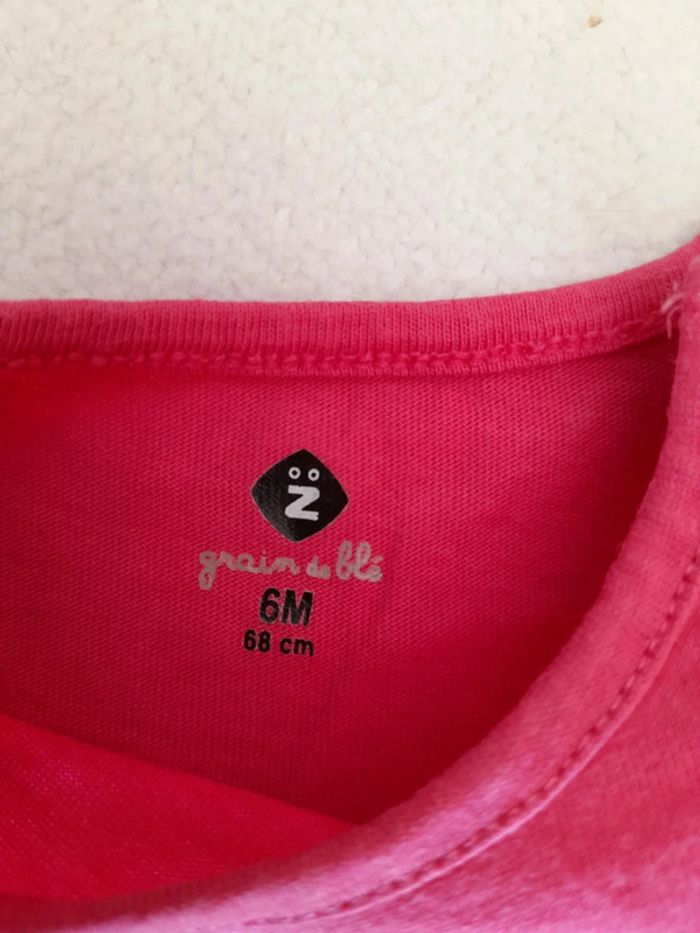 Z
grain de blé
6M
68 cm